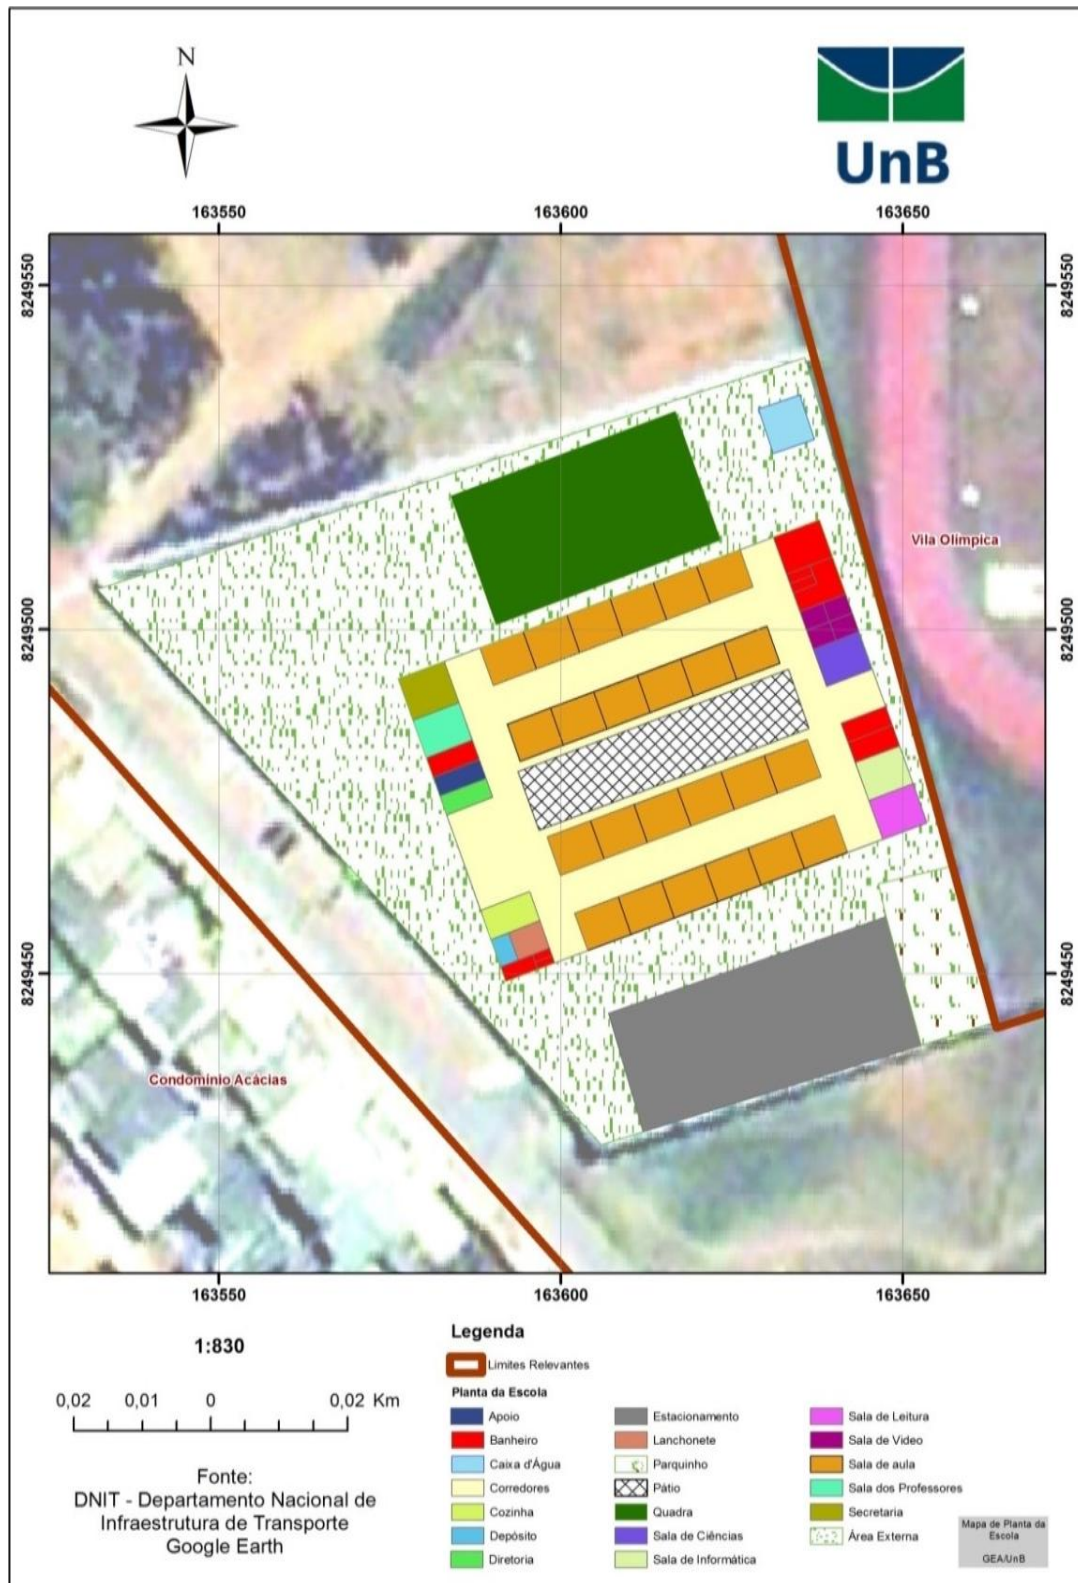 N
UnB
163550 163600 163650
8249550 8249550
Vila Olímpica
8249500 8249500
8249450 8249450
Condomínio Acácias
163550 163600 163650
1:830
0,02 0,01 0 0,02 Km
Fonte:
DNIT - Departamento Nacional de
Infraestrutura de Transporte
Google Earth
Legenda
Limites Relevantes
Planta da Escola
Apoio
Banheiro
Caixa d'Água
Corredores
Cozinha
Depósito
Diretoria
Estacionamento
Lanchonete
Parquinho
Pátio
Quadra
Sala de Ciências
Sala de Informática
Sala de Leitura
Sala de Video
Sala de aula
Sala dos Professores
Secretaria
Área Externa
Mapa de Planta da
Escola
GEA/UnB